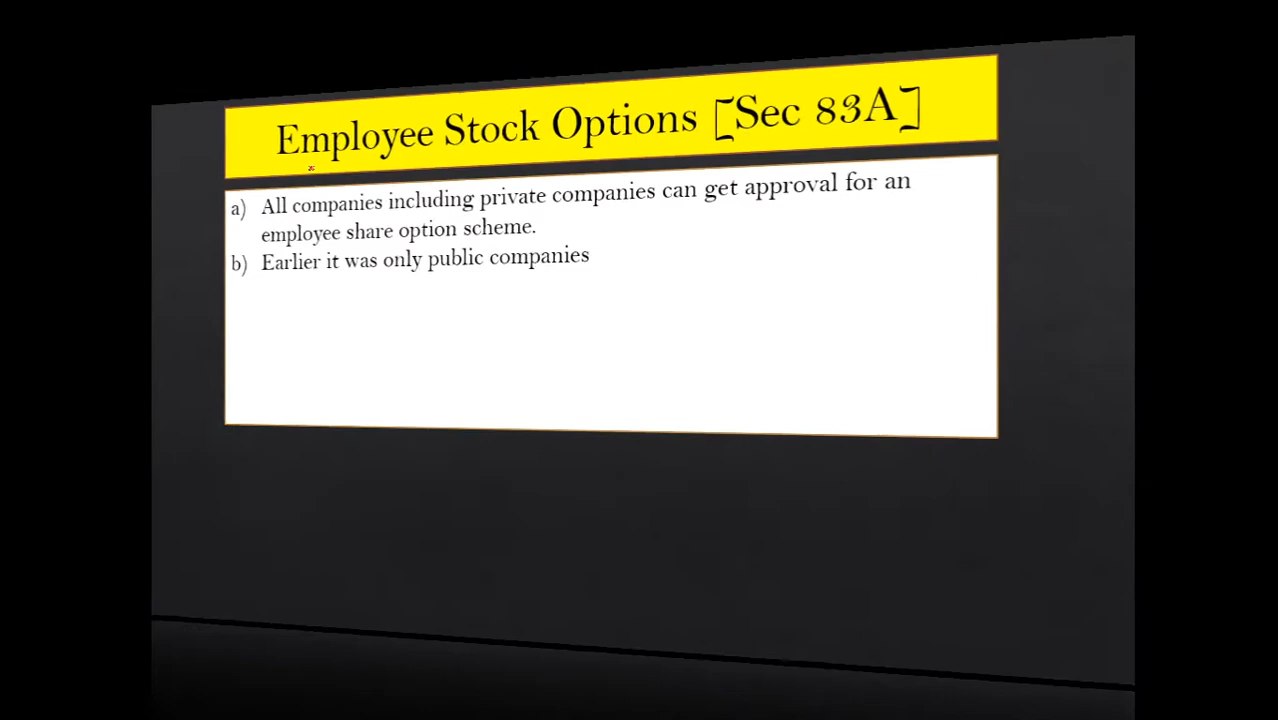 Employee Stock Options [Sec 83A]
a) All companies including private companies can get approval for an
employee share option scheme.
b) Earlier it was only public companies